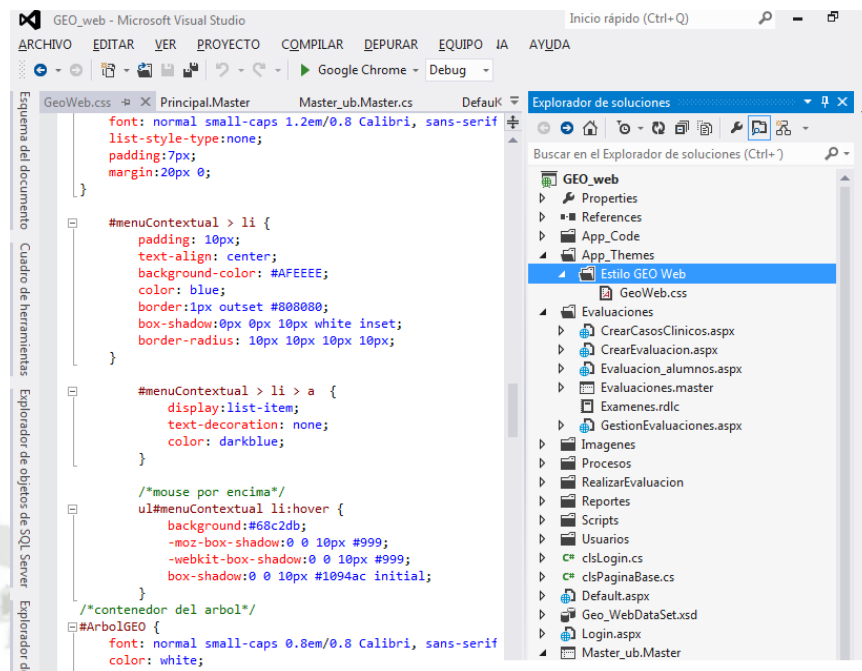 GEO_web - Microsoft Visual Studio
Inicio rápido (Ctrl+Q)
ARCHIVO EDITAR VER PROYECTO COMPILAR DEPURAR EQUIPO IA AYUDA
Google Chrome Debug
GeoWeb.css Principal.Master Master_ub.Master.cs Defaul
font: normal small-caps 1.2em/0.8 Calibri, sans-serif
list-style-type:none;
padding:7px;
margin:20px 0;
}
#menuContextual > li {
padding: 10px;
text-align: center;
background-color: #AFEEEE;
color: blue;
border:1px outset #808080;
box-shadow:0px 0px 10px white inset;
border-radius: 10px 10px 10px 10px;
}
#menuContextual > li > a {
display:list-item;
text-decoration: none;
color: darkblue;
}
/*mouse por encima*/
ul#menuContextual li:hover {
background:#68c2db;
-moz-box-shadow:0 0 10px #999;
-webkit-box-shadow:0 0 10px #999;
box-shadow:0 0 10px #1094ac initial;
}
/*contenedor del arbol*/
#ArbolGEO {
font: normal small-caps 0.8em/0.8 Calibri, sans-serif
color: white;
Esquema del documento
Cuadro de herramientas
Explorador de objetos de SQL Server
Explorador d
Explorador de soluciones
Buscar en el Explorador de soluciones (Ctrl+´)
GEO_web
Properties
References
App_Code
App_Themes
Estilo GEO Web
GeoWeb.css
Evaluaciones
CrearCasosClinicos.aspx
CrearEvaluacion.aspx
Evaluacion_alumnos.aspx
Evaluaciones.master
Examenes.rdlc
GestionEvaluaciones.aspx
Imagenes
Procesos
RealizarEvaluacion
Reportes
Scripts
Usuarios
C# clsLogin.cs
C# clsPaginaBase.cs
Default.aspx
Geo_WebDataSet.xsd
Login.aspx
Master_ub.Master